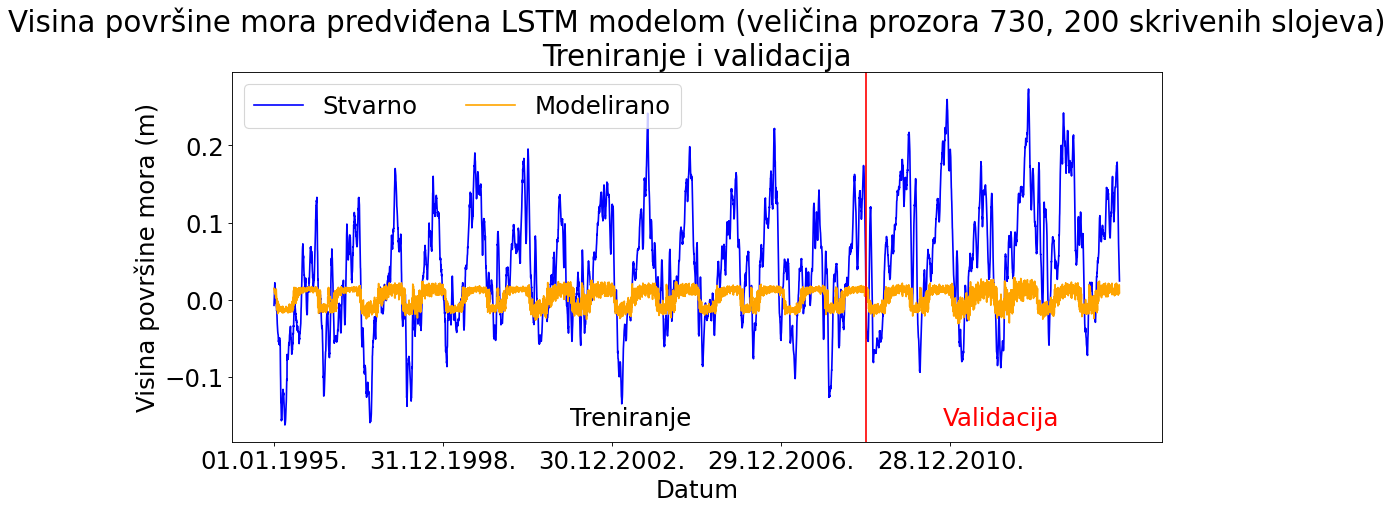 Visina površine mora predviđena LSTM modelom (veličina prozora 730, 200 skrivenih slojeva)
Treniranje i validacija
Stvarno
Modelirano
Visina površine mora (m)
0.2
0.1
0.0
−0.1
Treniranje
Validacija
01.01.1995.
31.12.1998.
30.12.2002.
29.12.2006.
28.12.2010.
Datum